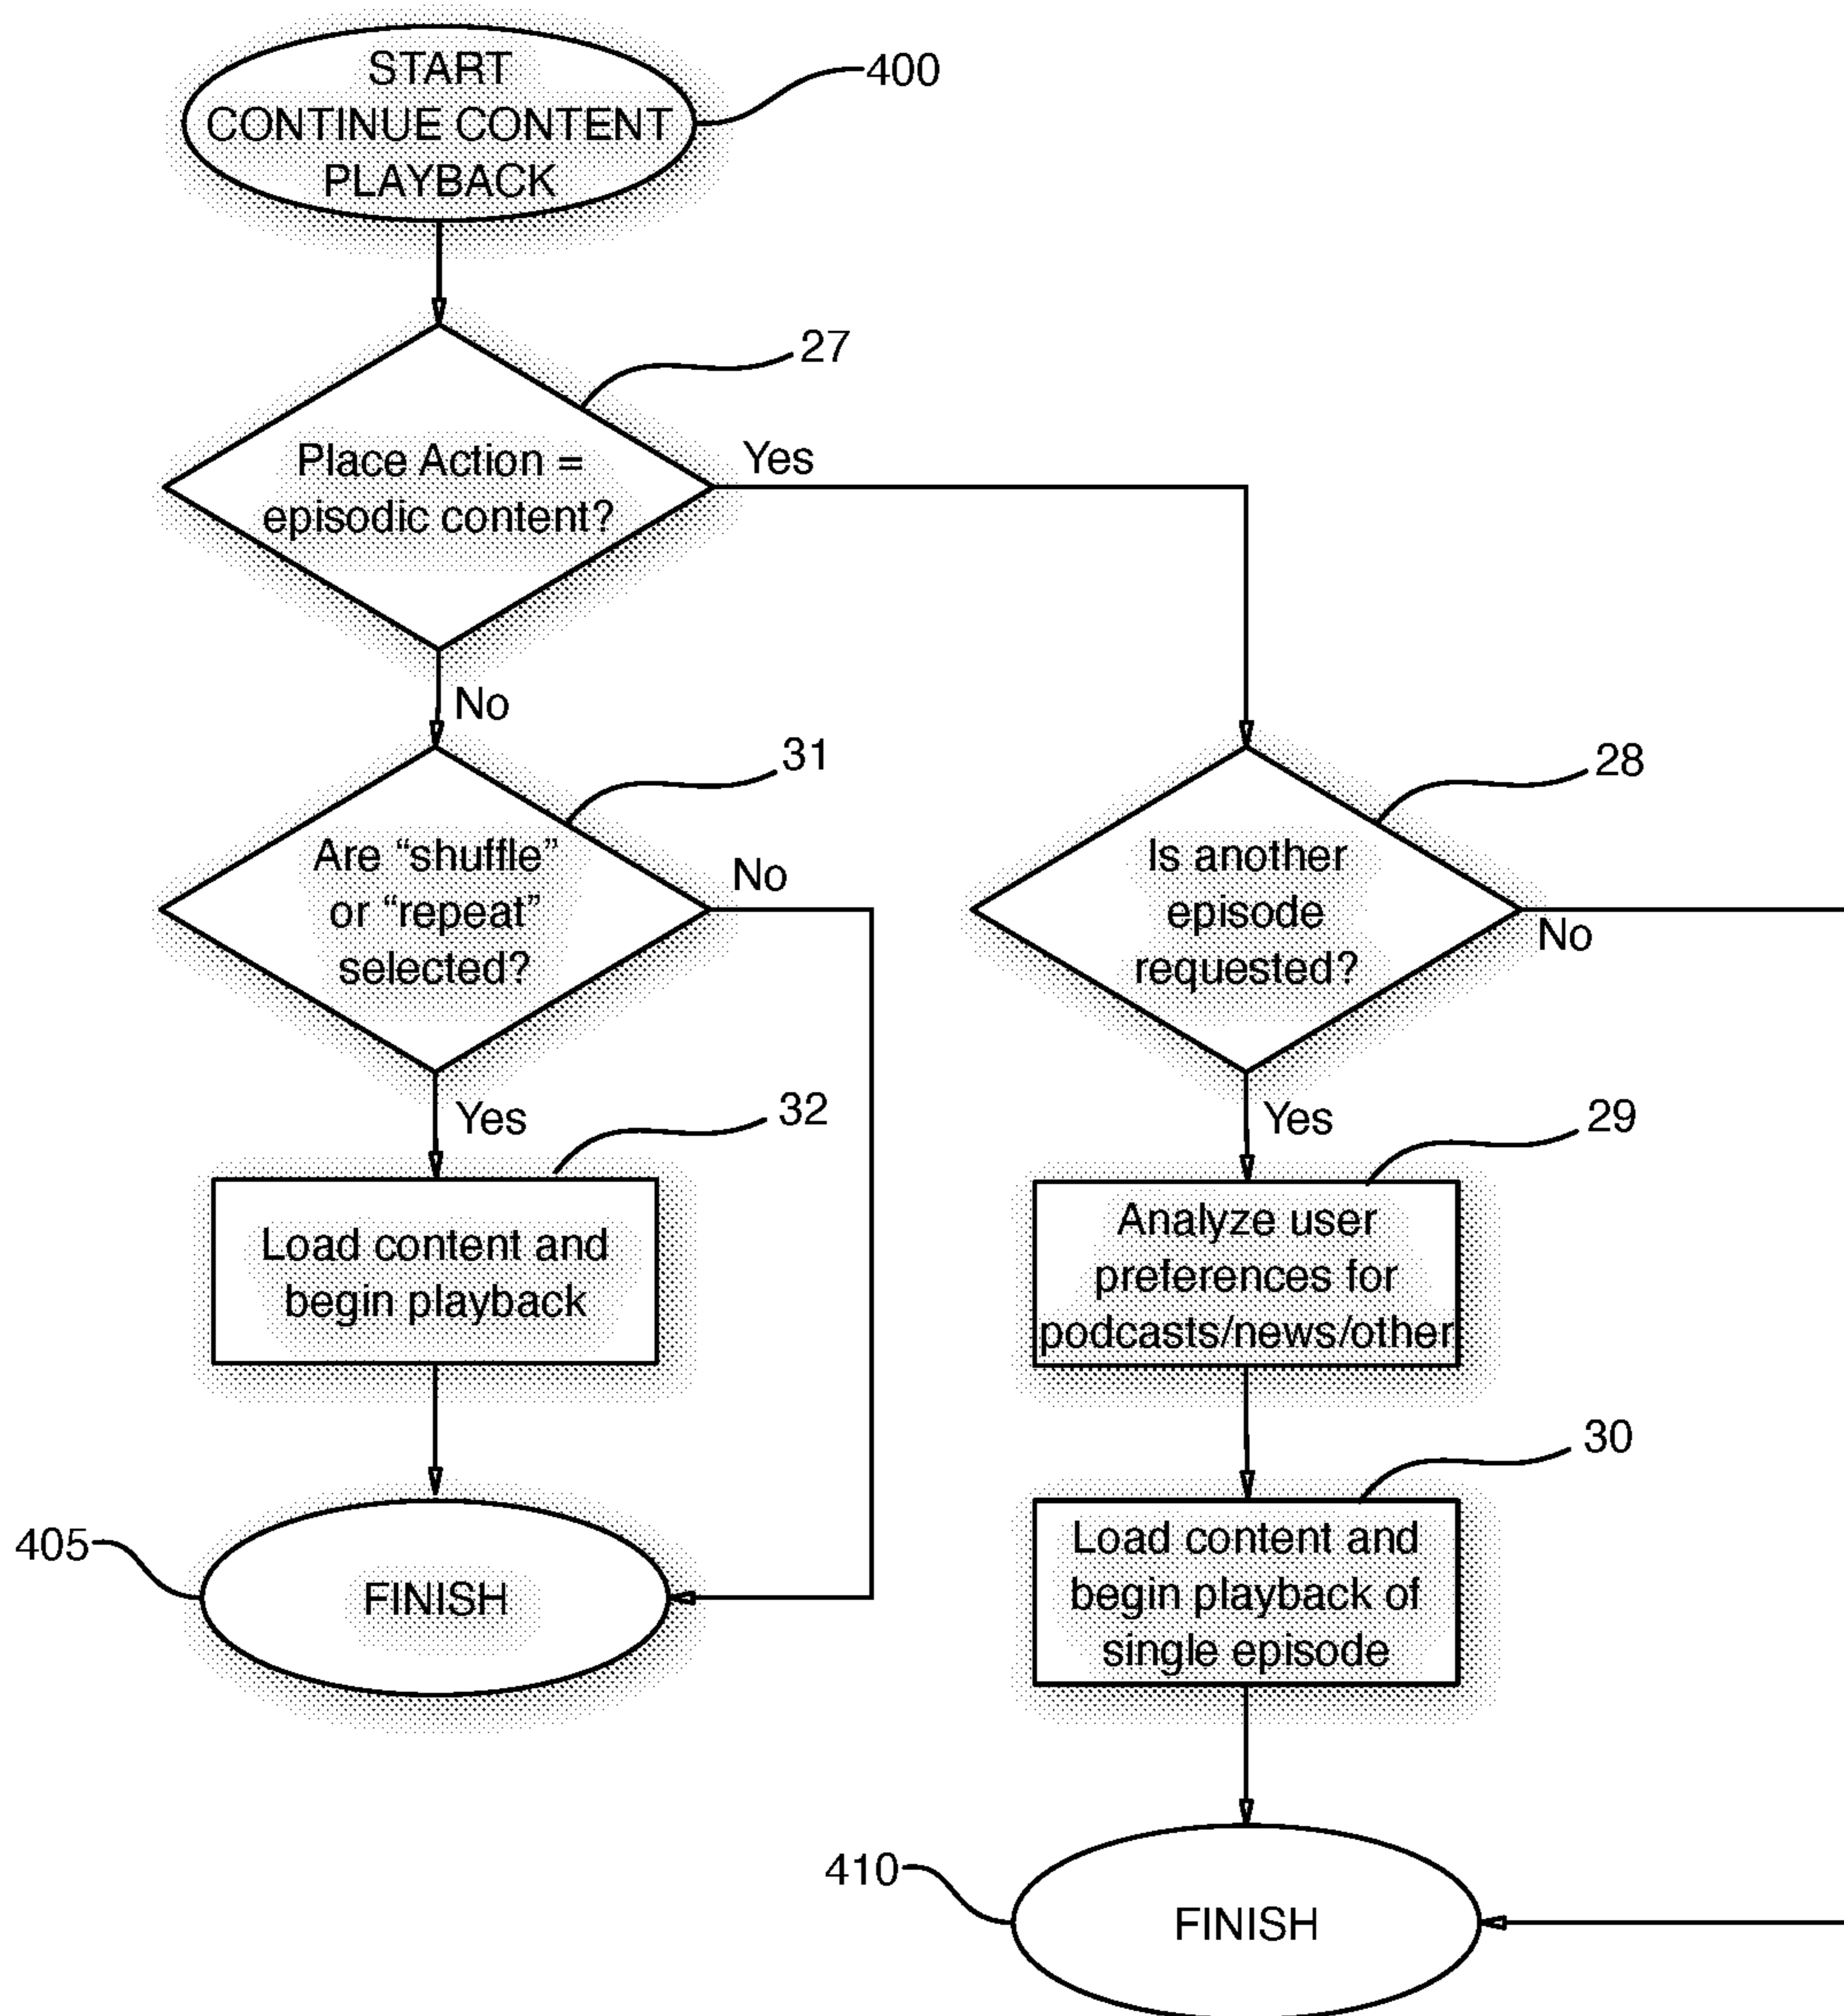 START
CONTINUE CONTENT
PLAYBACK
400
27
Place Action =
episodic content?
Yes
No
31
Are “shuffle”
or “repeat”
selected?
No
28
Is another
episode
requested?
No
Yes
32
Load content and
begin playback
Yes
29
Analyze user
preferences for
podcasts/news/other
30
Load content and
begin playback of
single episode
405
FINISH
410
FINISH